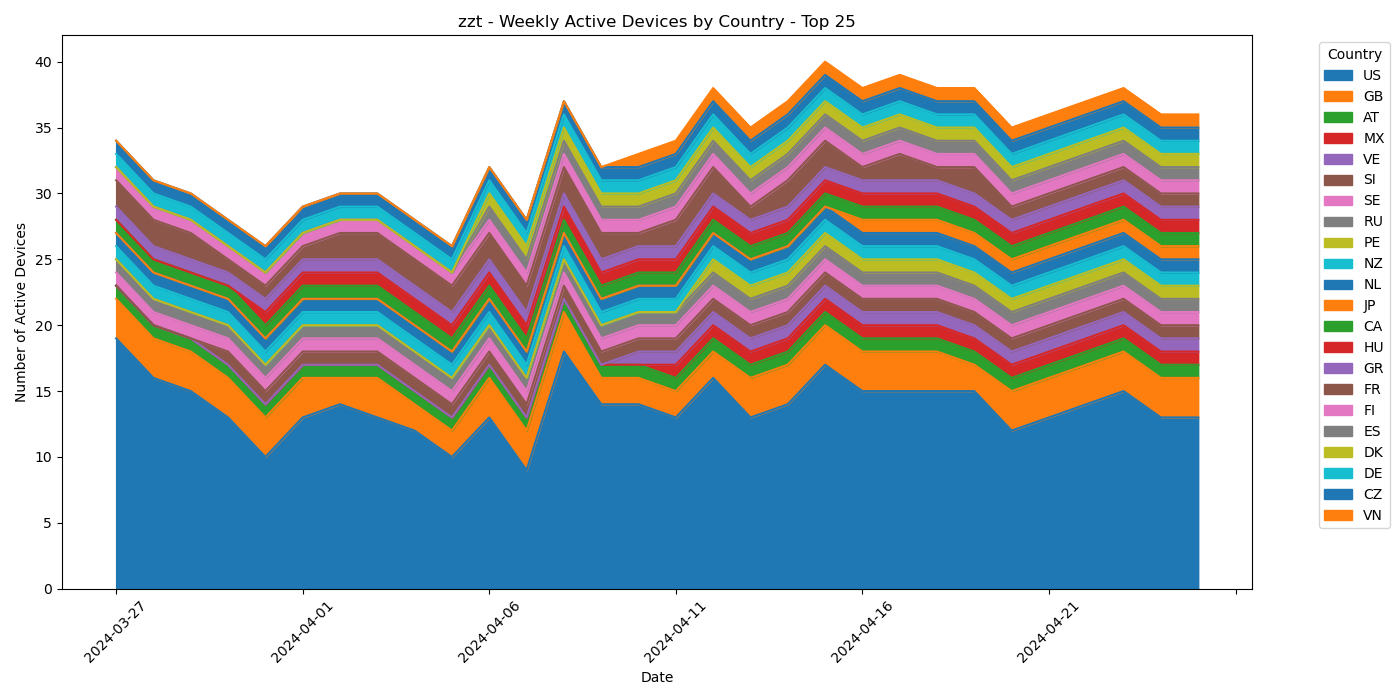 zzt - Weekly Active Devices by Country - Top 25
Number of Active Devices
40
35
30
25
20
15
10
5
0
2024-03-27
2024-04-01
2024-04-06
2024-04-11
2024-04-16
2024-04-21
Date
Country
US
GB
AT
MX
VE
SI
SE
RU
PE
NZ
NL
JP
CA
HU
GR
FR
FI
ES
DK
DE
CZ
VN